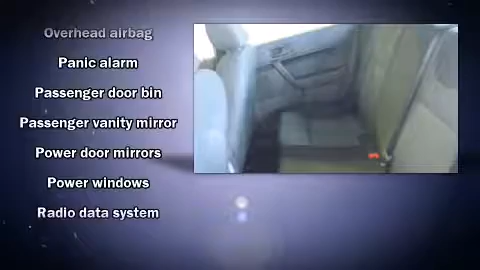 Overhead airbag
Panic alarm
Passenger door bin
Passenger vanity mirror
Power door mirrors
Power windows
Radio data system